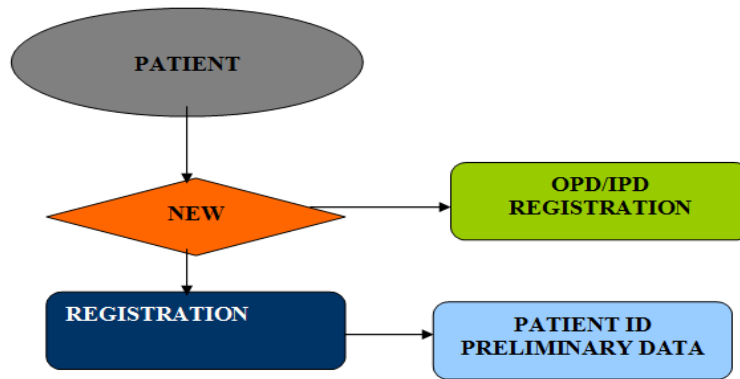 PATIENT
NEW
OPD/IPD
REGISTRATION
REGISTRATION
PATIENT ID
PRELIMINARY DATA